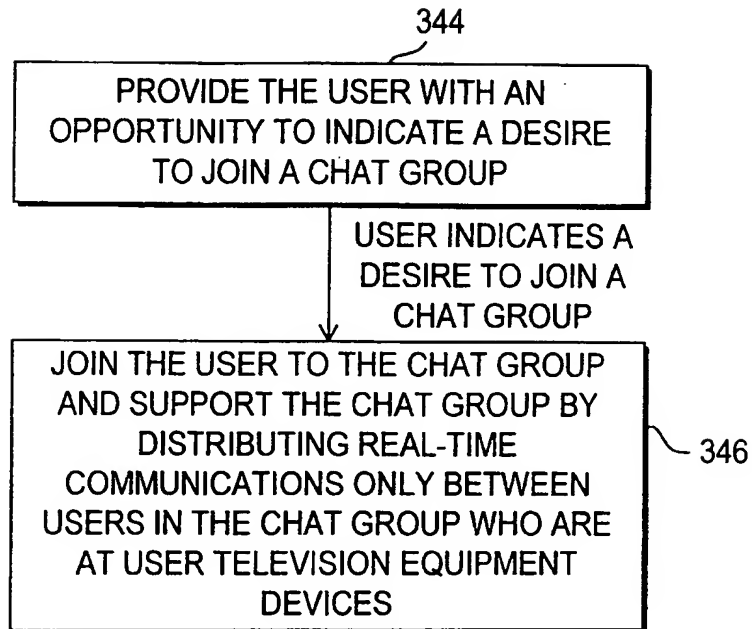 344
PROVIDE THE USER WITH AN
OPPORTUNITY TO INDICATE A DESIRE
TO JOIN A CHAT GROUP
USER INDICATES A
DESIRE TO JOIN A
CHAT GROUP
JOIN THE USER TO THE CHAT GROUP
AND SUPPORT THE CHAT GROUP BY
DISTRIBUTING REAL-TIME
COMMUNICATIONS ONLY BETWEEN
USERS IN THE CHAT GROUP WHO ARE
AT USER TELEVISION EQUIPMENT
DEVICES
346